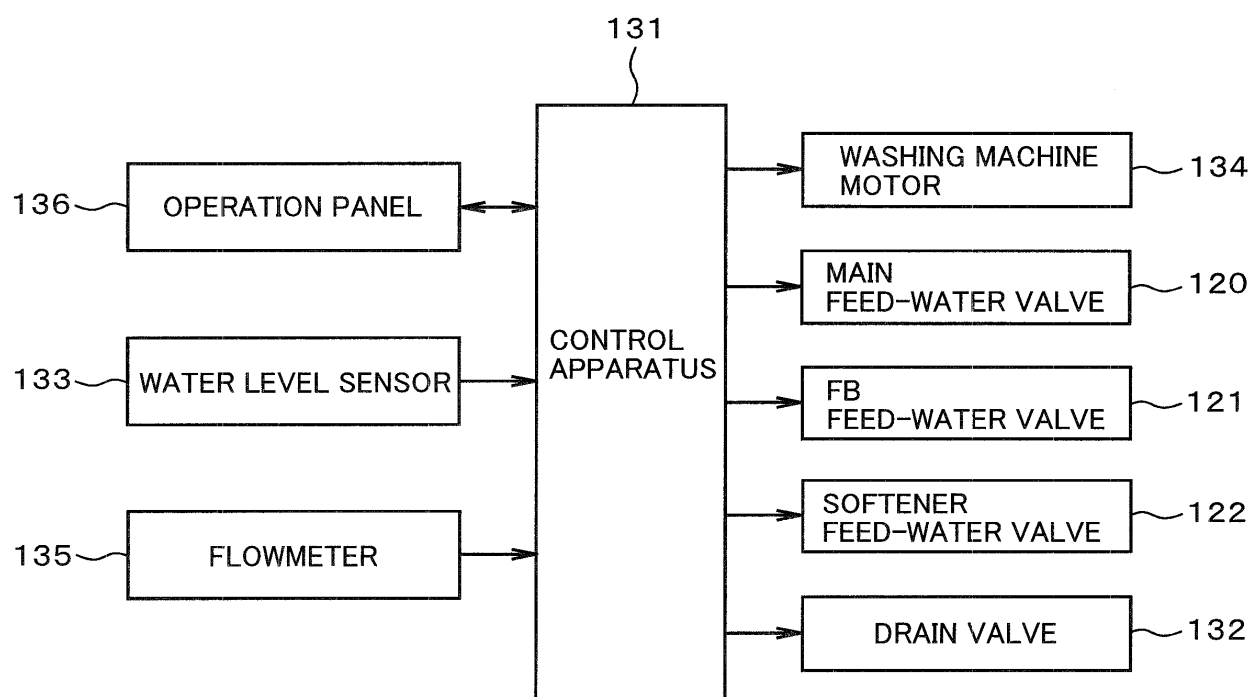 131
136
OPERATION PANEL
133
WATER LEVEL SENSOR
135
FLOWMETER
CONTROL
APPARATUS
WASHING MACHINE
MOTOR
134
MAIN
FEED-WATER VALVE
120
FB
FEED-WATER VALVE
121
SOFTENER
FEED-WATER VALVE
122
DRAIN VALVE
132